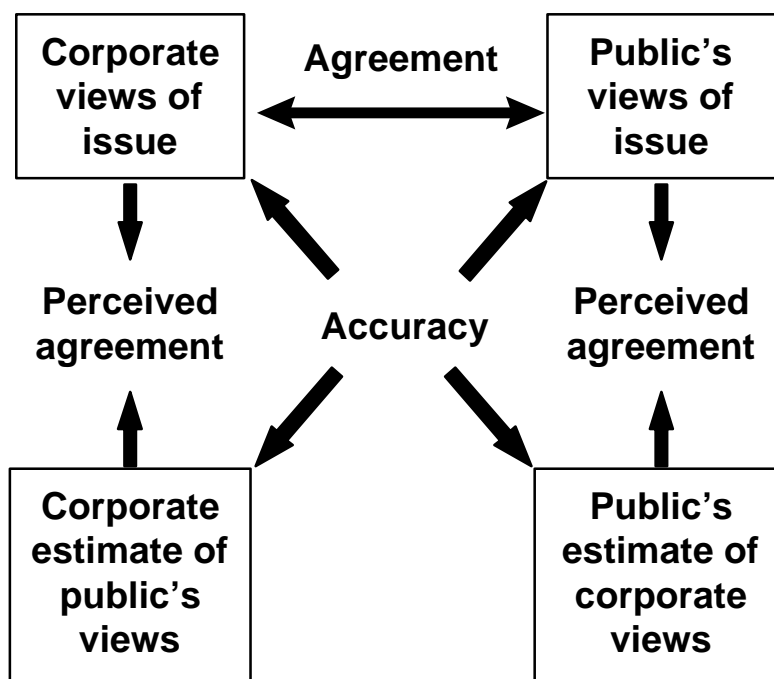 Corporate
views of
issue
Agreement
Public’s
views of
issue
Perceived
agreement
Accuracy
Perceived
agreement
Corporate
estimate of
public’s
views
Public’s
estimate of
corporate
views